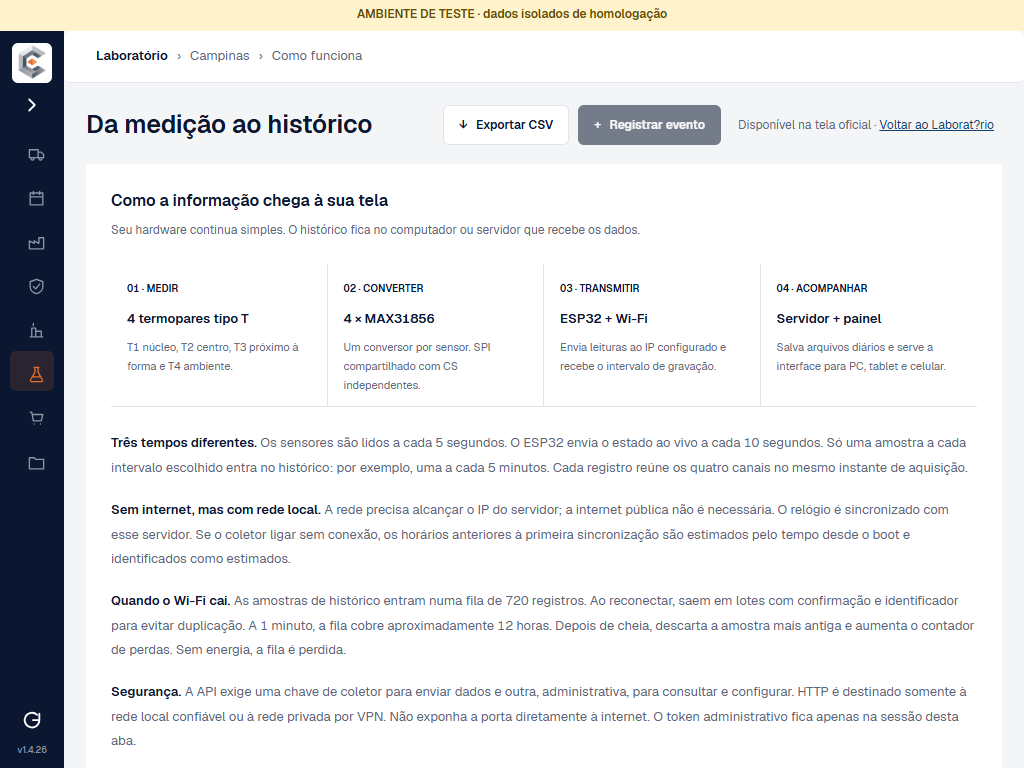 AMBIENTE DE TESTE · dados isolados de homologação
Laboratório › Campinas › Como funciona
Da medição ao histórico
↓ Exportar CSV
+ Registrar evento
Disponível na tela oficial · Voltar ao Laborat?rio
Como a informação chega à sua tela
Seu hardware continua simples. O histórico fica no computador ou servidor que recebe os dados.
01 · MEDIR
4 termopares tipo T
T1 núcleo, T2 centro, T3 próximo à
forma e T4 ambiente.
02 · CONVERTER
4 × MAX31856
Um conversor por sensor. SPI
compartilhado com CS
independentes.
03 · TRANSMITIR
ESP32 + Wi-Fi
Envia leituras ao IP configurado e
recebe o intervalo de gravação.
04 · ACOMPANHAR
Servidor + painel
Salva arquivos diários e serve a
interface para PC, tablet e celular.
Três tempos diferentes. Os sensores são lidos a cada 5 segundos. O ESP32 envia o estado ao vivo a cada 10 segundos. Só uma amostra a cada
intervalo escolhido entra no histórico: por exemplo, uma a cada 5 minutos. Cada registro reúne os quatro canais no mesmo instante de aquisição.
Sem internet, mas com rede local. A rede precisa alcançar o IP do servidor; a internet pública não é necessária. O relógio é sincronizado com
esse servidor. Se o coletor ligar sem conexão, os horários anteriores à primeira sincronização são estimados pelo tempo desde o boot e
identificados como estimados.
Quando o Wi-Fi cai. As amostras de histórico entram numa fila de 720 registros. Ao reconectar, saem em lotes com confirmação e identificador
para evitar duplicação. A 1 minuto, a fila cobre aproximadamente 12 horas. Depois de cheia, descarta a amostra mais antiga e aumenta o contador
de perdas. Sem energia, a fila é perdida.
Segurança. A API exige uma chave de coletor para enviar dados e outra, administrativa, para consultar e configurar. HTTP é destinado somente à
rede local confiável ou à rede privada por VPN. Não exponha a porta diretamente à internet. O token administrativo fica apenas na sessão desta
aba.
v1.4.26